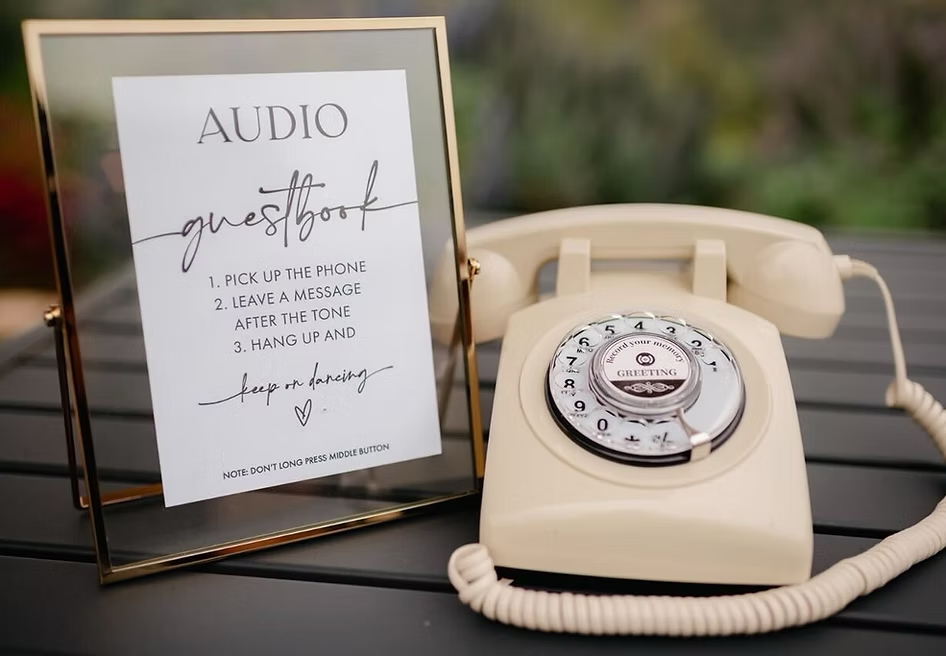 AUDIO
guestbook
1. PICK UP THE PHONE
2. LEAVE A MESSAGE
AFTER THE TONE
3. HANG UP AND
keep on dancing
NOTE: DON'T LONG PRESS MIDDLE BUTTON
Record your memory
GREETING
5 4 3 2 1
6
7
8
9
0